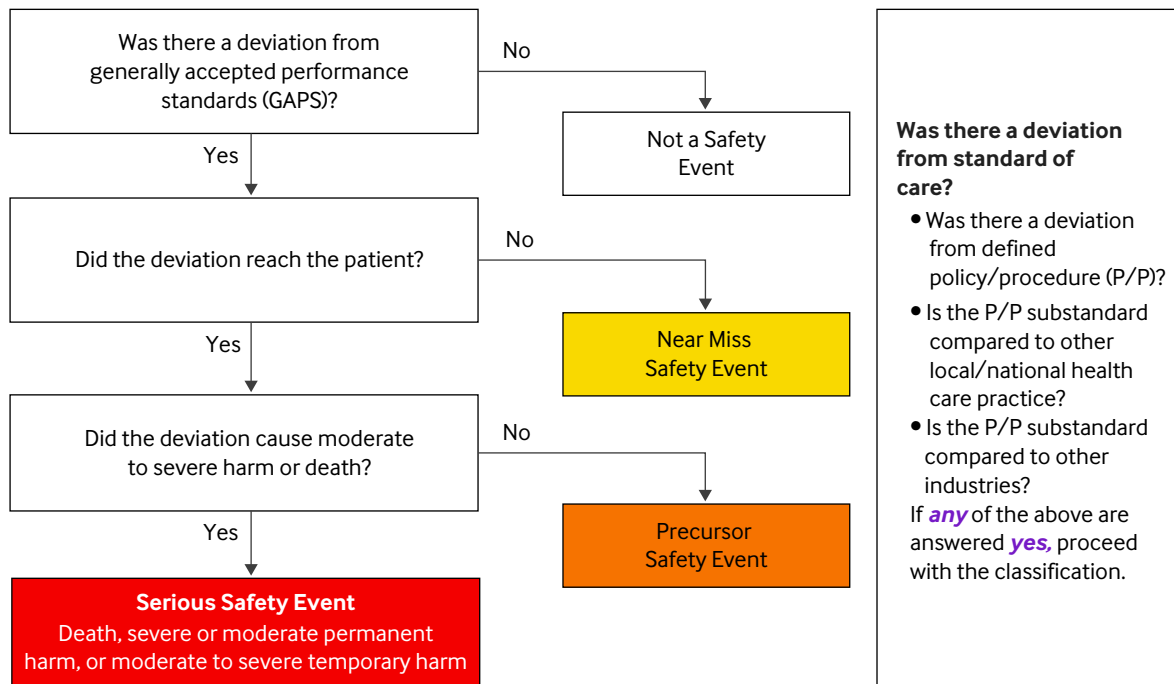 Was there a deviation from
generally accepted performance
standards (GAPS)?
No
Not a Safety
Event
Yes
Did the deviation reach the patient?
No
Near Miss
Safety Event
Yes
Did the deviation cause moderate
to severe harm or death?
No
Precursor
Safety Event
Yes
Serious Safety Event
Death, severe or moderate permanent
harm, or moderate to severe temporary harm
Was there a deviation
from standard of
care?
• Was there a deviation
from defined
policy/procedure (P/P)?
• Is the P/P substandard
compared to other
local/national health
care practice?
• Is the P/P substandard
compared to other
industries?
If any of the above are
answered yes, proceed
with the classification.